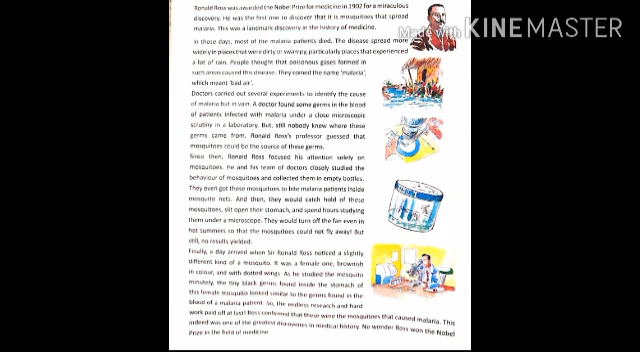 Ronald Ross was awarded the Nobel Prize for medicine in 1902 for a miraculous
discovery. He was the first one to discover that it is mosquitoes that spread
malaria. This was a landmark discovery in the history of medicine.
In those days, most of the malaria patients died. The disease spread more
widely in places that were dirty or swampy, particularly places that experienced
a lot of rain. People thought that poisonous gases formed in
such areas caused this disease. They coined the name 'malaria',
which meant 'bad air'.
Doctors carried out several experiments to identify the cause
of malaria but in vain. A doctor found some germs in the blood
of patients infected with malaria under a close microscopic
scrutiny in a laboratory. But, still nobody knew where these
germs came from. Ronald Ross's professor guessed that
mosquitoes could be the source of these germs.
Since then, Ronald Ross focused his attention solely on
mosquitoes. He and his team of doctors closely studied the
behaviour of mosquitoes and collected them in empty bottles.
They even got these mosquitoes to bite malaria patients inside
mosquito nets. And then, they would catch hold of these
mosquitoes, slit open their stomach, and spend hours studying
them under a microscope. They would turn off the fan even in
hot summers so that the mosquitoes could not fly away! But
still, no results yielded.
Finally, a day arrived when Sir Ronald Ross noticed a slightly
different kind of a mosquito. It was a female one, brownish
in colour, and with dotted wings. As he studied the mosquito
minutely, the tiny black germs found inside the stomach of
this female mosquito looked similar to the germs found in the
blood of a malaria patient. So, the endless research and hard
work paid off at last! Ross confirmed that these were the mosquitoes that caused malaria. This
indeed was one of the greatest discoveries in medical history. No wonder Ross won the Nobel
Prize in the field of medicine.
Made with KINEMASTER